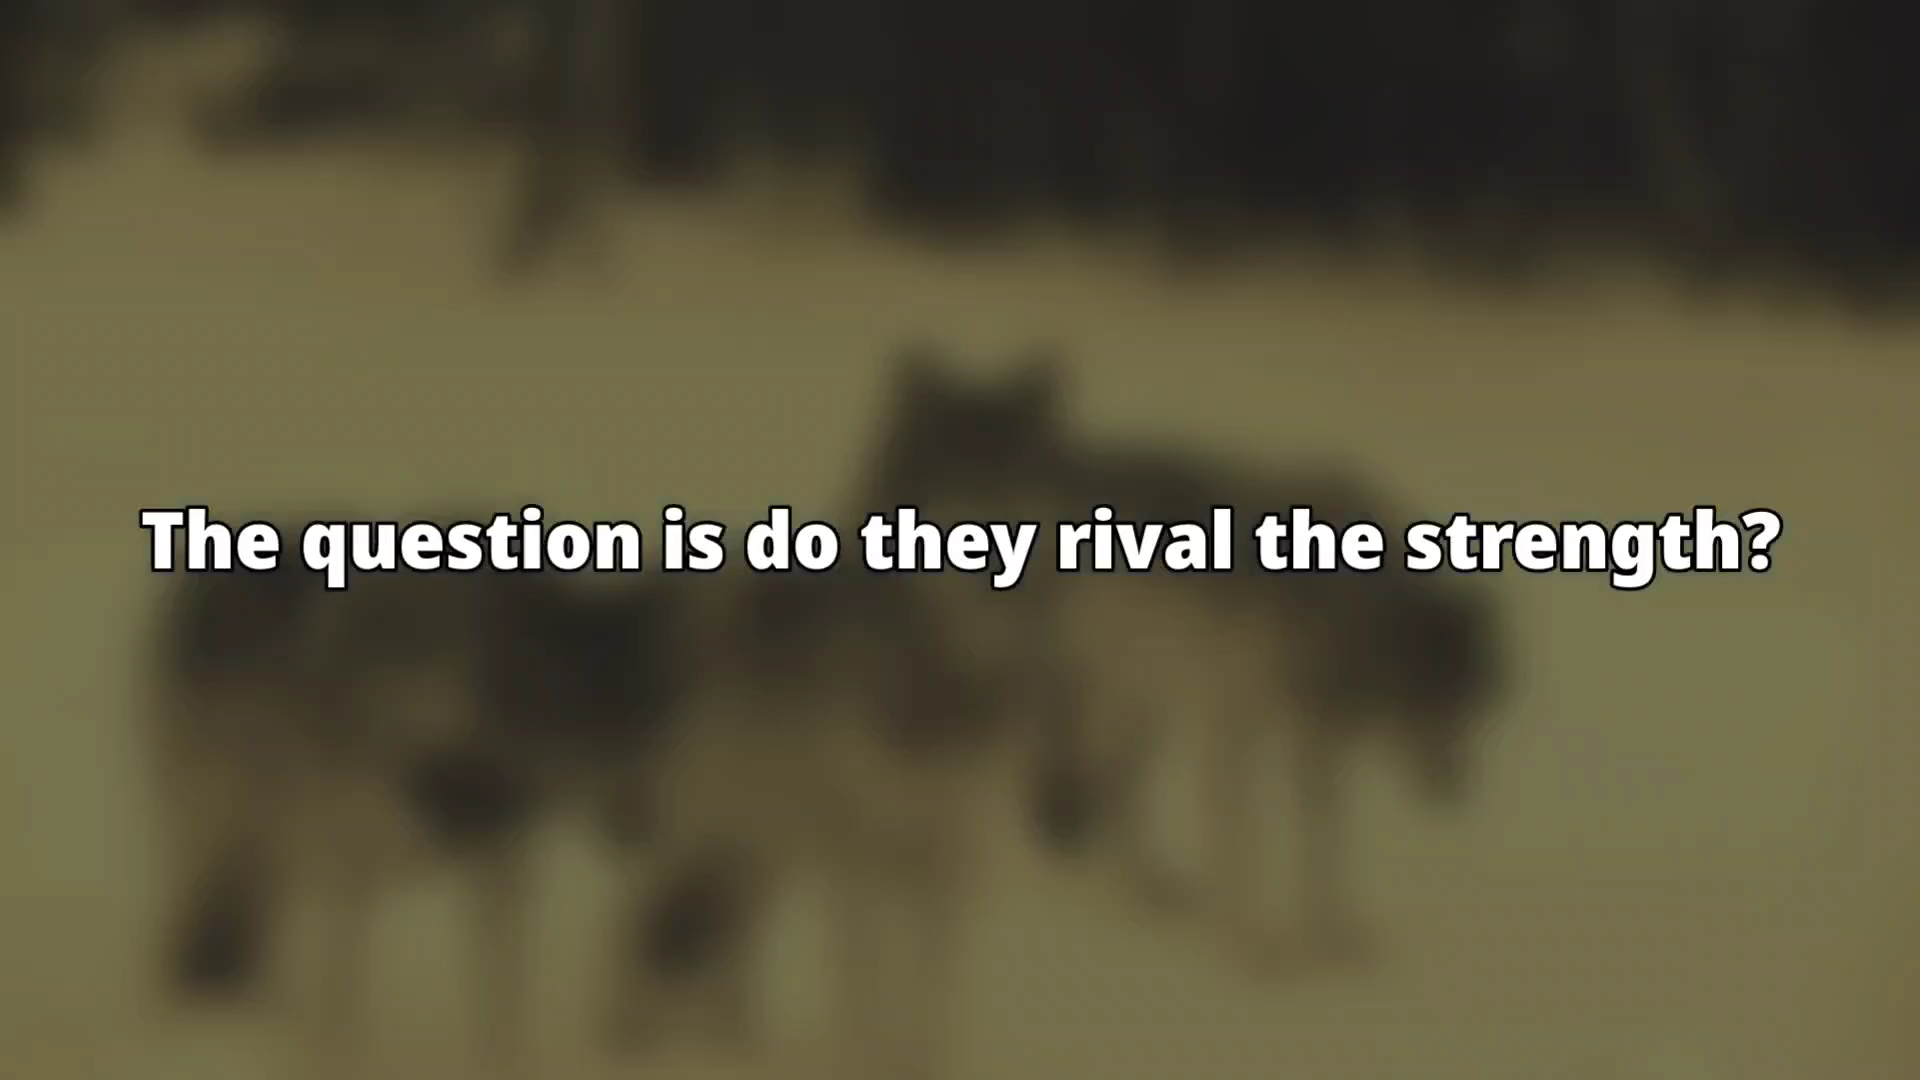 The question is do they rival the strength?